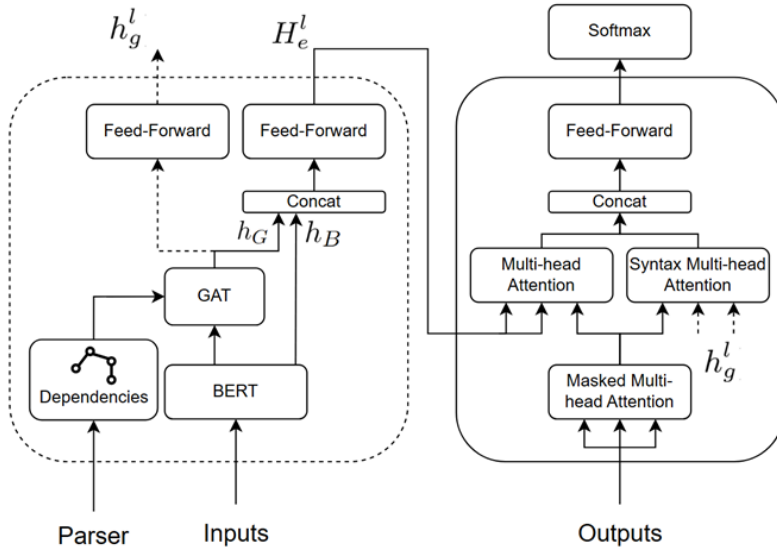 h_g^l
H_e^l
Feed-Forward
Feed-Forward
Concat
h_G
h_B
GAT
Dependencies
BERT
Parser
Inputs
Softmax
Feed-Forward
Concat
Multi-head
Attention
Syntax Multi-head
Attention
h_g^l
Masked Multi-
head Attention
Outputs